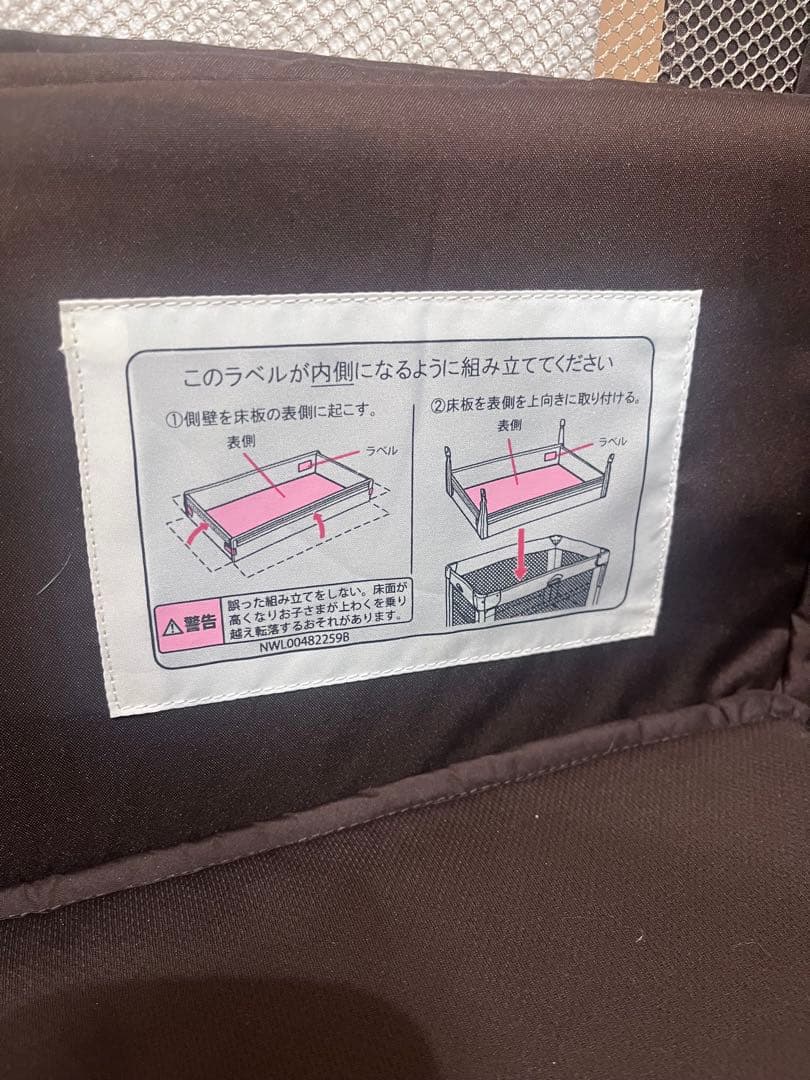 このラベルが内側になるように組み立ててください
①側壁を床板の表側に起こす。
表側
ラベル
②床板を表側を上向きに取り付ける。
表側
ラベル
警告
誤った組み立てをしない。床面が
高くなりお子さまが上わくを乗り
越え転落するおそれがあります。
NWL00482259B